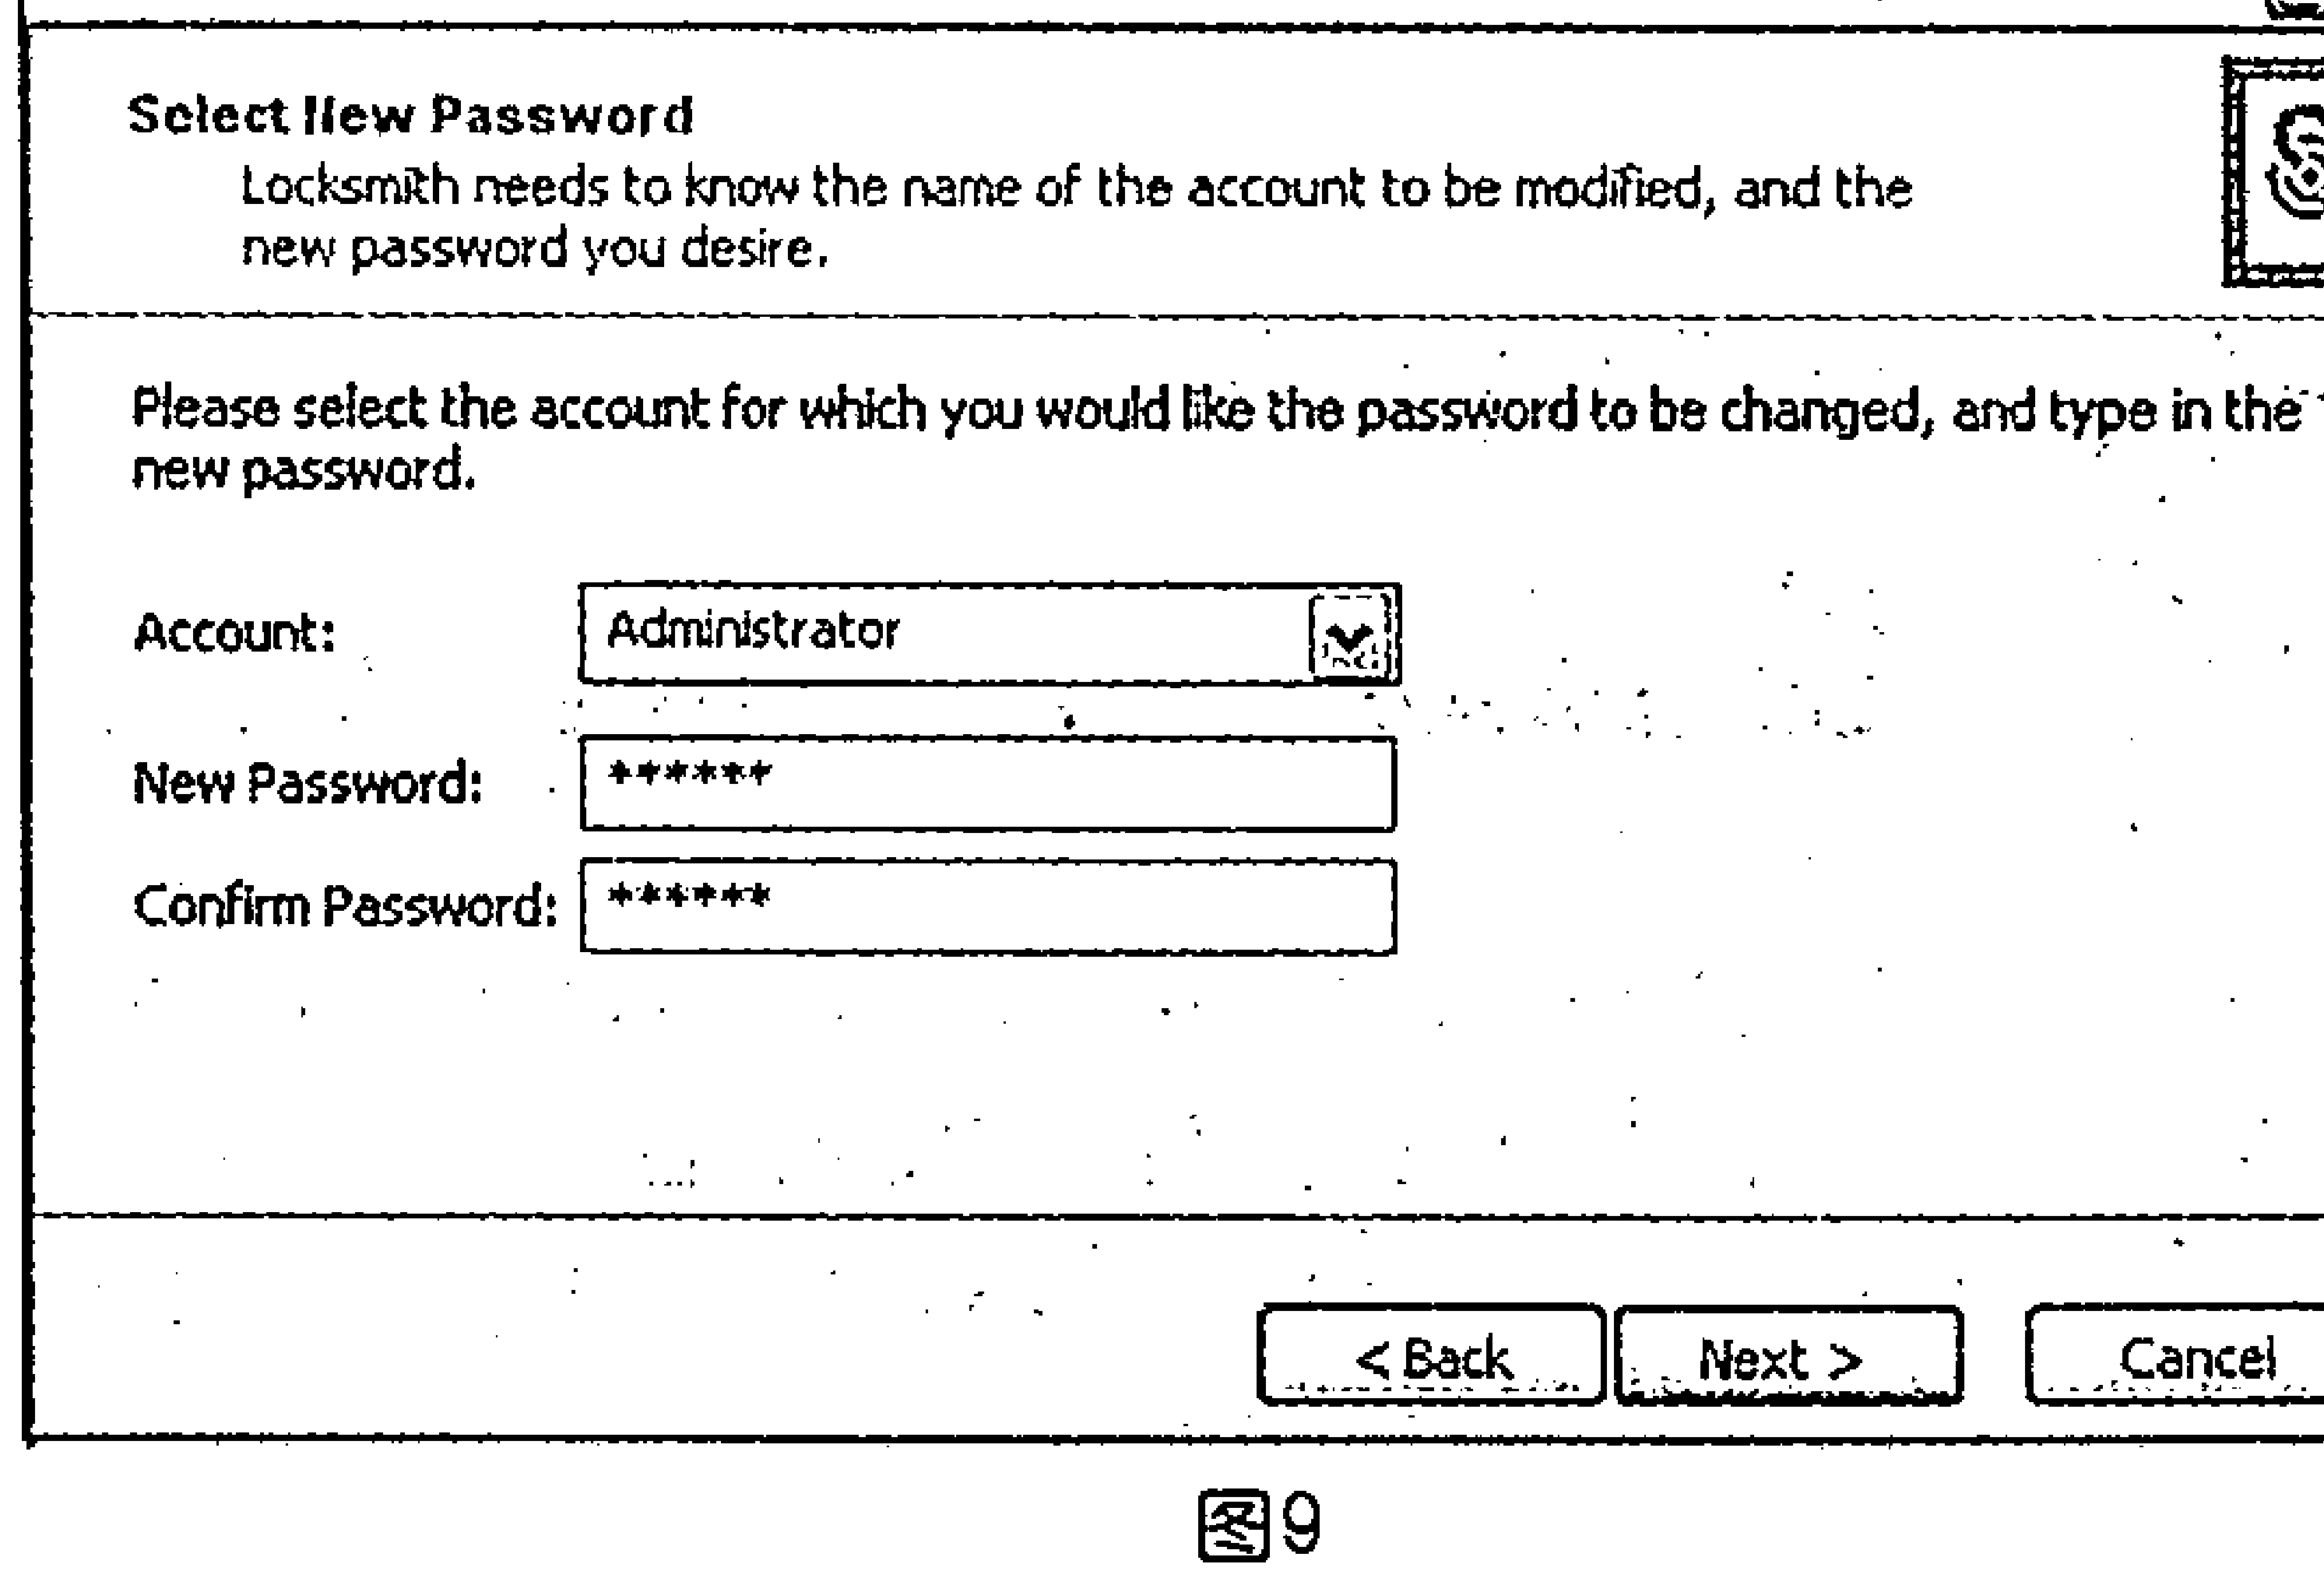 Select New Password
Locksmith needs to know the name of the account to be modified, and the
new password you desire.
Please select the account for which you would like the password to be changed, and type in the
new password.
Account: Administrator
New Password: ******
Confirm Password: ******
< Back Next > Cancel
图9